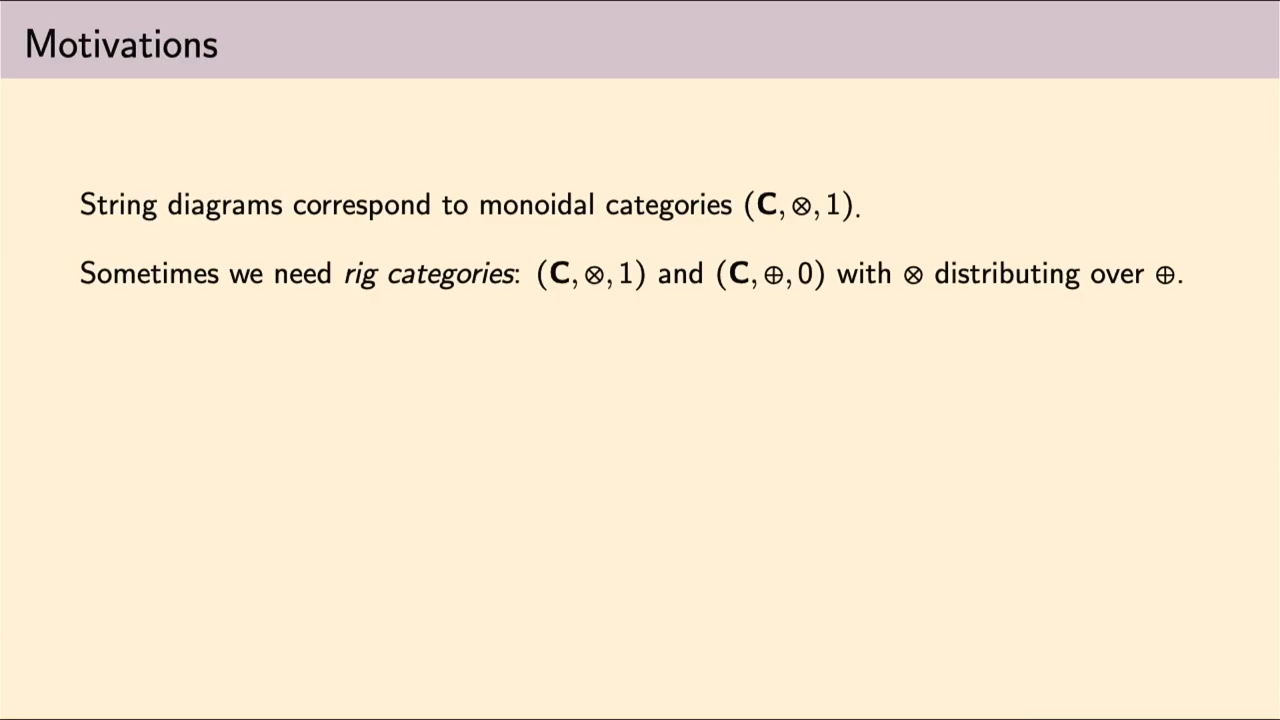 Motivations
String diagrams correspond to monoidal categories (C, ⊗, 1).
Sometimes we need rig categories: (C, ⊗, 1) and (C, ⊕, 0) with ⊗ distributing over ⊕.